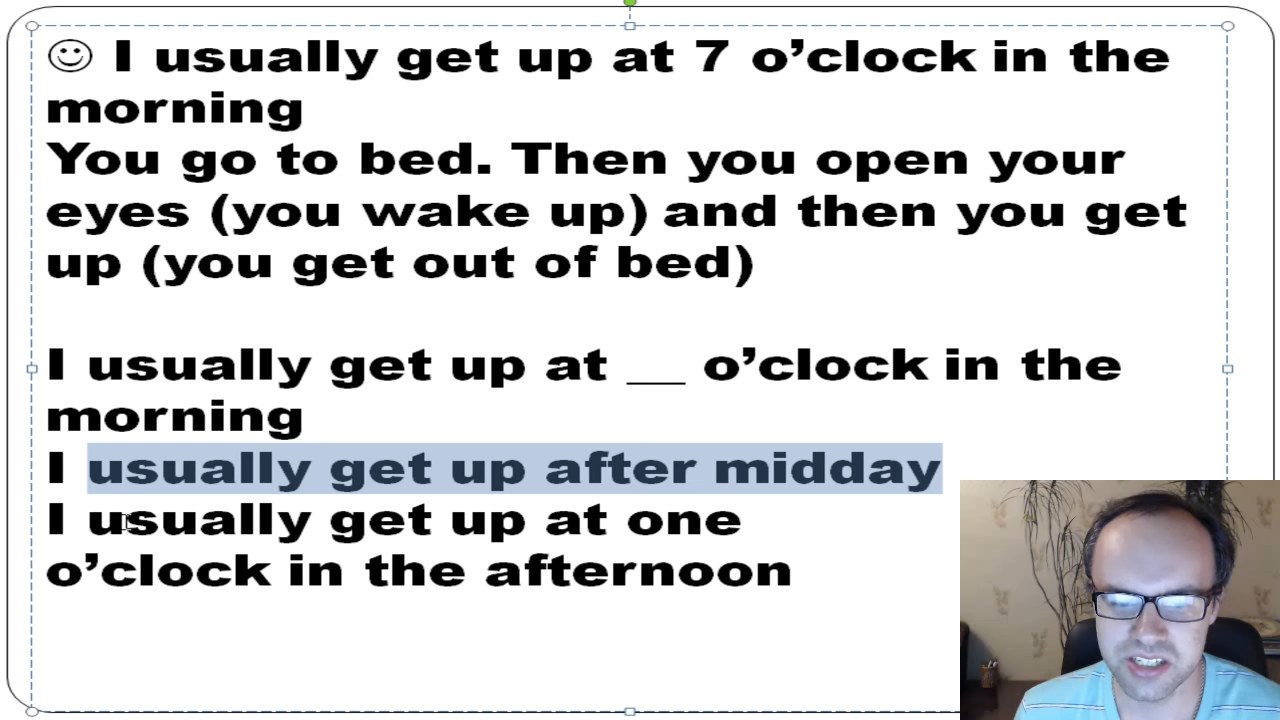 ☺ I usually get up at 7 o’clock in the
morning
You go to bed. Then you open your
eyes (you wake up) and then you get
up (you get out of bed)
I usually get up at __ o’clock in the
morning
I usually get up after midday
I usually get up at one
o’clock in the afternoon